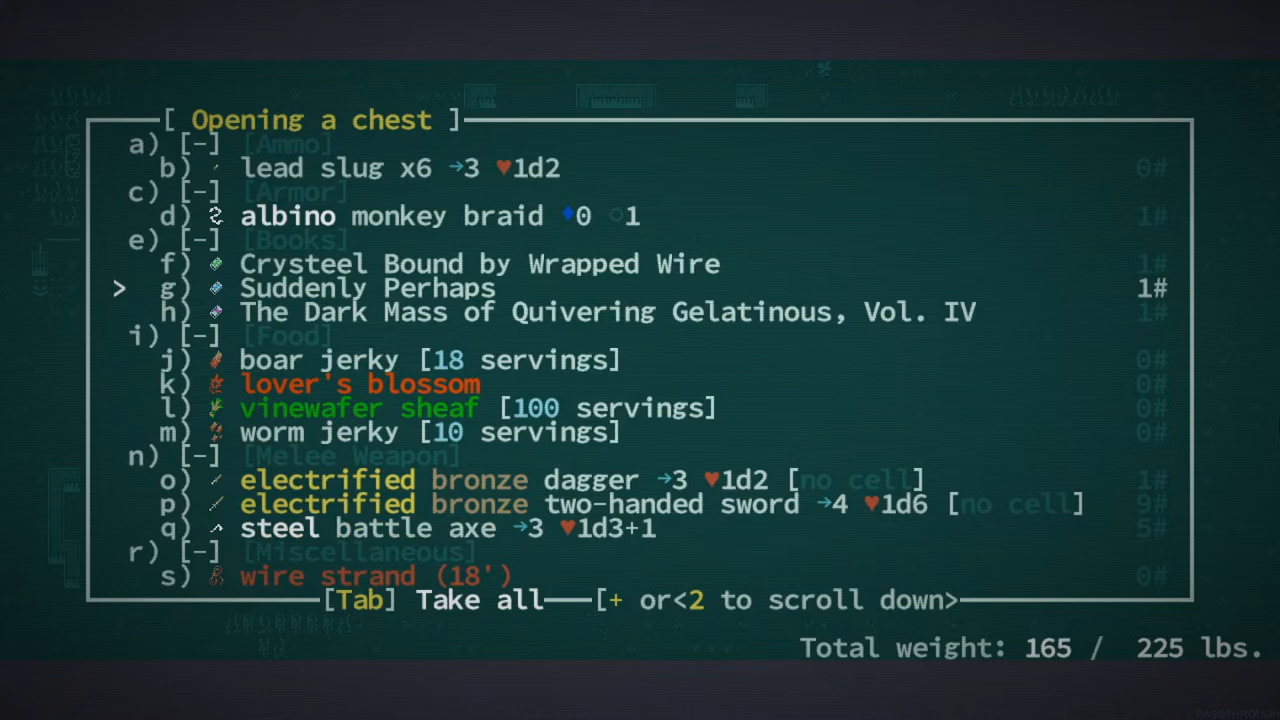 [ Opening a chest ]
a) [-] [Ammo]
b) lead slug x6 →3 ♥1d2 0#
c) [-] [Armor]
d) albino monkey braid ♦0 ○1 1#
e) [-] [Books]
f) Crysteel Bound by Wrapped Wire 1#
> g) Suddenly Perhaps 1#
h) The Dark Mass of Quivering Gelatinous, Vol. IV 1#
i) [-] [Food]
j) boar jerky [18 servings] 0#
k) lover's blossom 0#
l) vinewafer sheaf [100 servings] 0#
m) worm jerky [10 servings] 0#
n) [-] [Melee Weapon]
o) electrified bronze dagger →3 ♥1d2 [no cell] 1#
p) electrified bronze two-handed sword →4 ♥1d6 [no cell] 9#
q) steel battle axe →3 ♥1d3+1 5#
r) [-] [Miscellaneous]
s) wire strand (18') 0#
[Tab] Take all [+ or<2 to scroll down>
Total weight: 165 / 225 lbs.
PASSTHROUGH